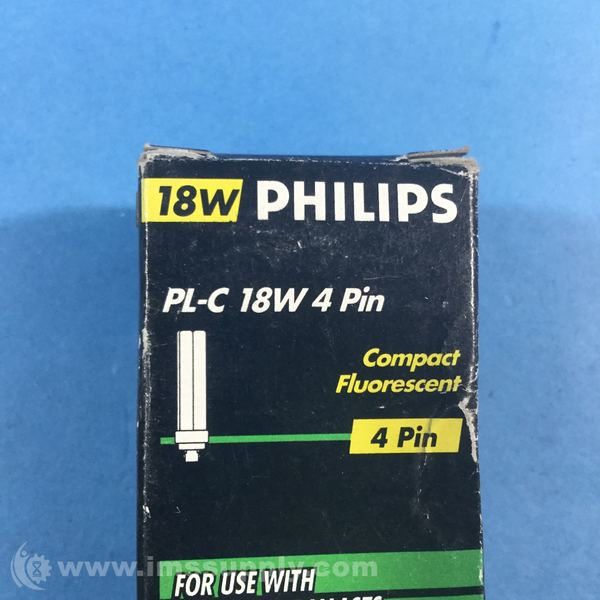 18W PHILIPS
PL-C 18W 4 Pin
Compact
Fluorescent
4 Pin
www.imssupply.com
FOR USE WITH